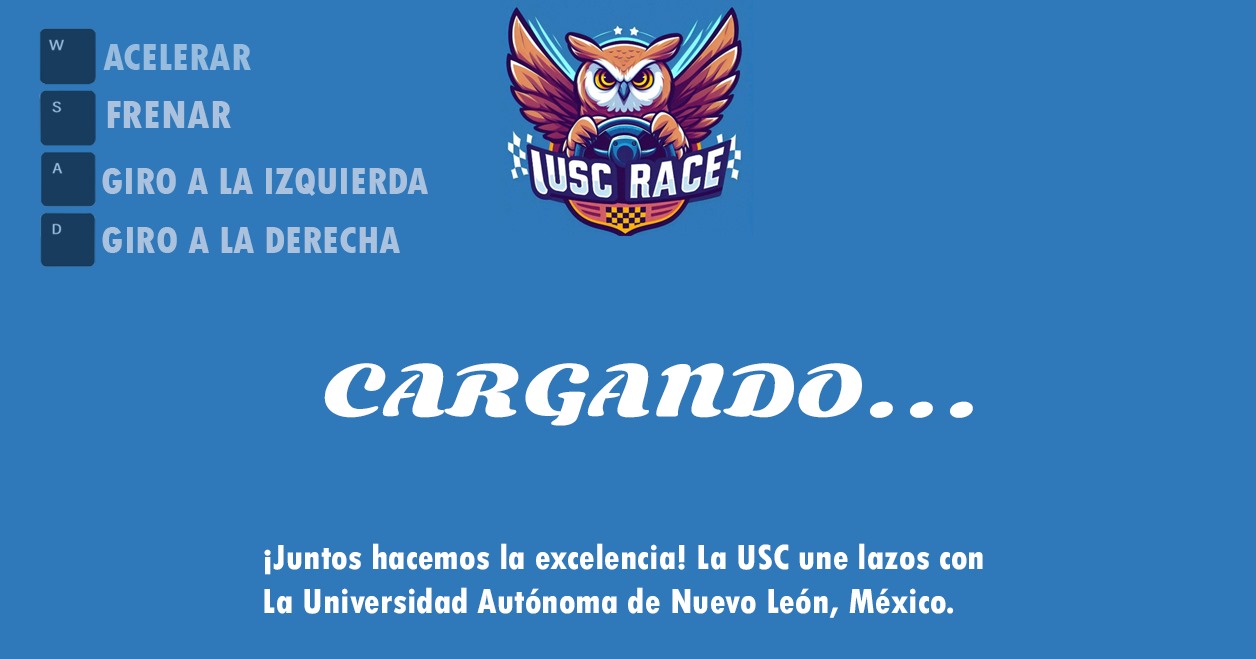 W
ACELERAR
S
FRENAR
A
GIRO A LA IZQUIERDA
D
GIRO A LA DERECHA
IUSC RACE
CARGANDO...
¡Juntos hacemos la excelencia! La USC une lazos con
La Universidad Autónoma de Nuevo León, México.